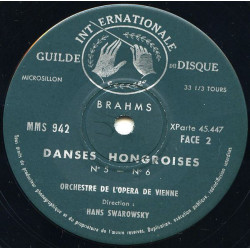 INTERNATIONALE
GUILDE DU DISQUE
MICROSILLON
33 1/3 TOURS
BRAHMS
MMS 942
XParte 45.447
FACE 2
DANSES HONGROISES
N° 5 — N° 6
ORCHESTRE DE L'OPERA DE VIENNE
Direction :
HANS SWAROWSKY